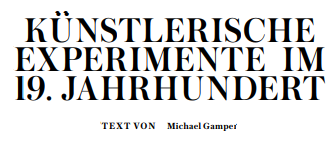 KÜNSTLERISCHE
EXPERIMENTE IM
19. JAHRHUNDERT
TEXT VON Michael Gamper